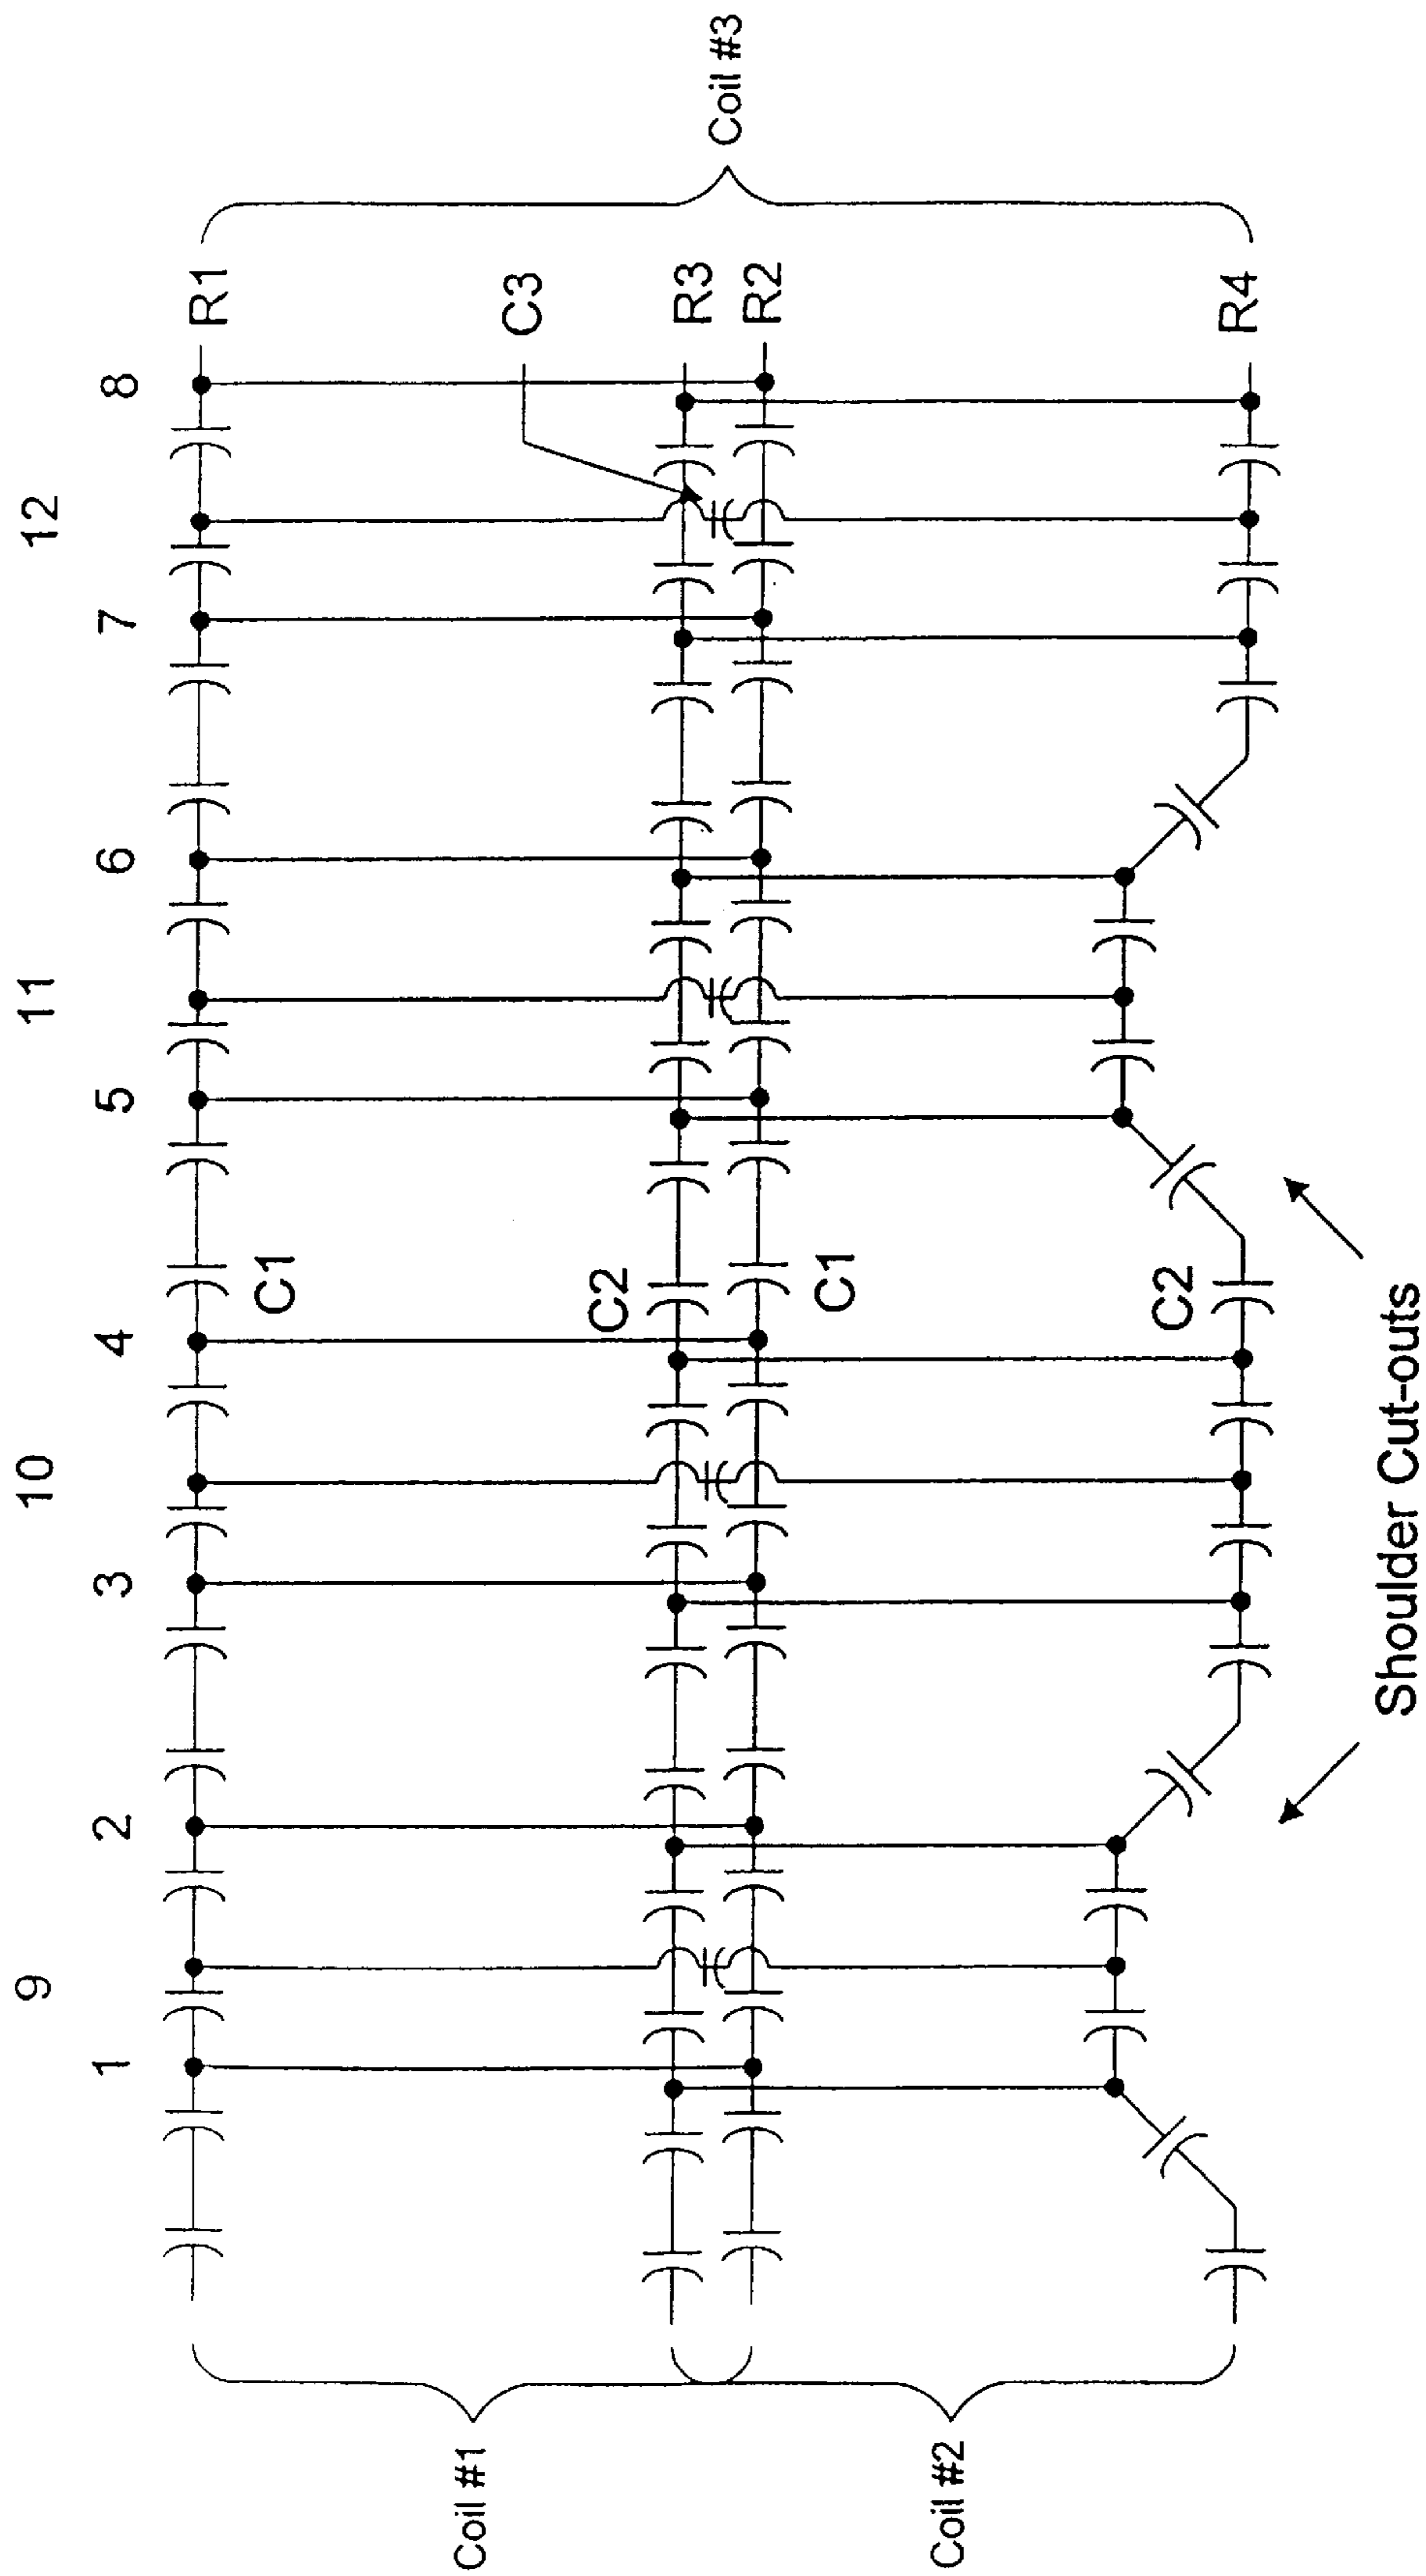 1
9
2
3
10
4
5
11
6
7
12
8
R1
C3
R3
R2
R4
C1
C2
C1
C2
Coil #1
Coil #2
Coil #3
Shoulder Cut-outs